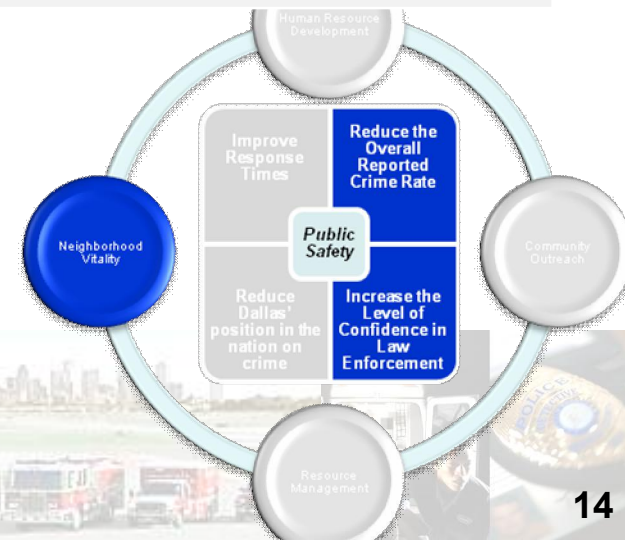 Human Resource
Development
Improve
Response
Times
Reduce the
Overall
Reported
Crime Rate
Neighborhood
Vitality
Public
Safety
Community
Outreach
Reduce
Dallas'
position in the
nation on
crime
Increase the
Level of
Confidence in
Law
Enforcement
Resource
Management
POLICE
14